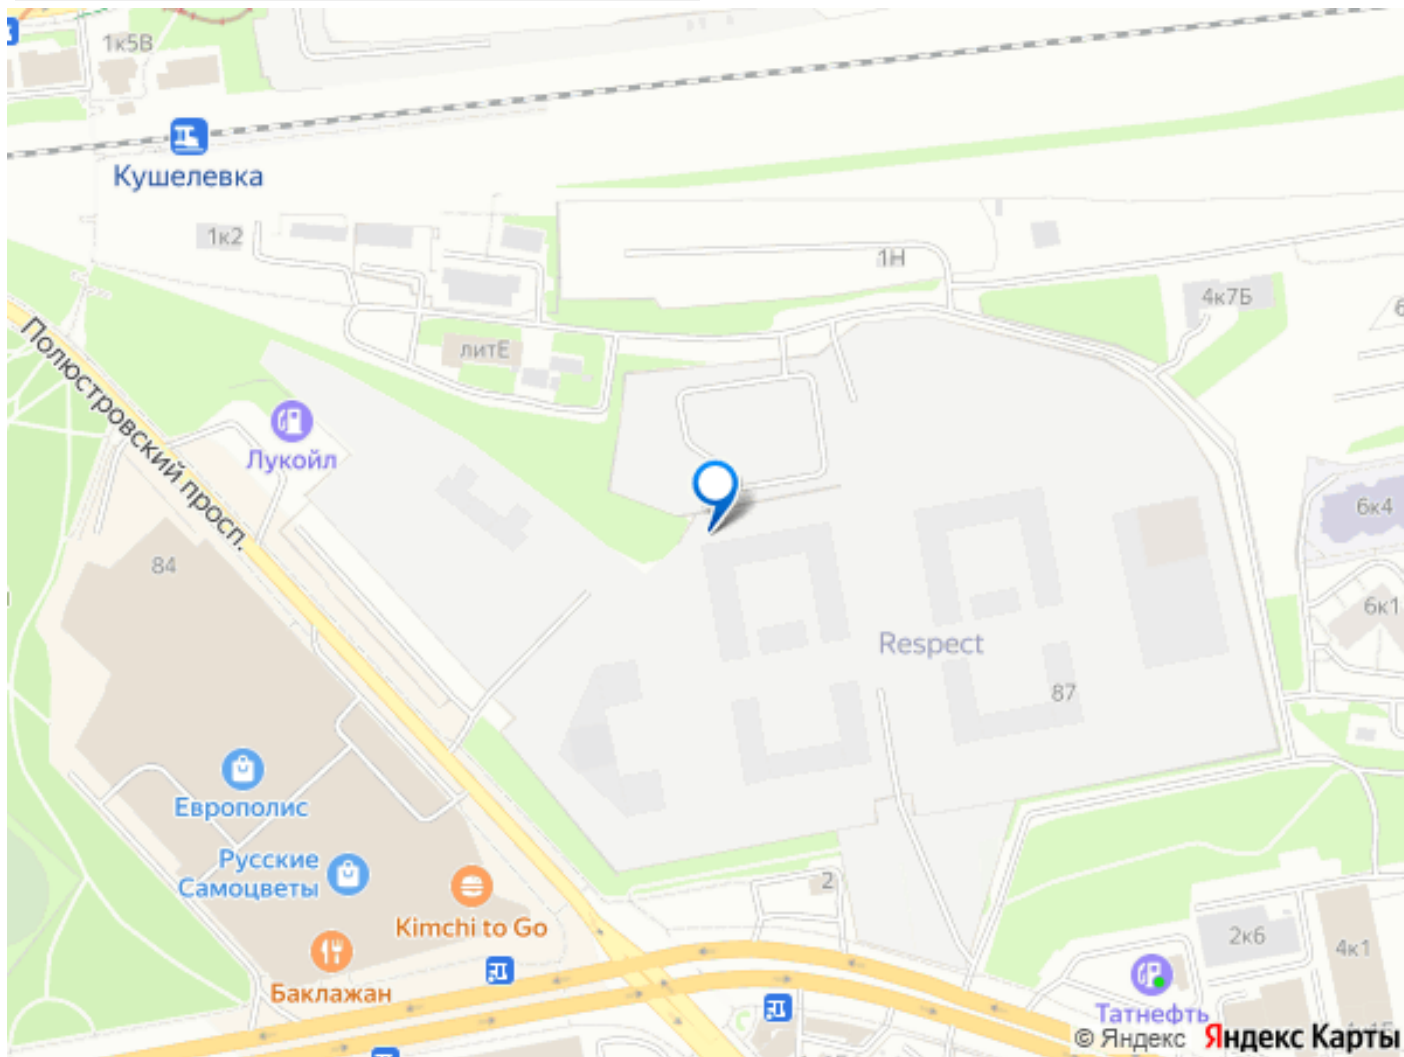 1к5В
Кушелевка
1к2
1Н
4к7Б
литЕ
Полюстровский просп.
Лукойл
84
6к4
6к1
Respect
87
Европолис
Русские
Самоцветы
Kimchi to Go
Баклажан
2
2к6
4к1
Татнефть
© Яндекс Яндекс Карты